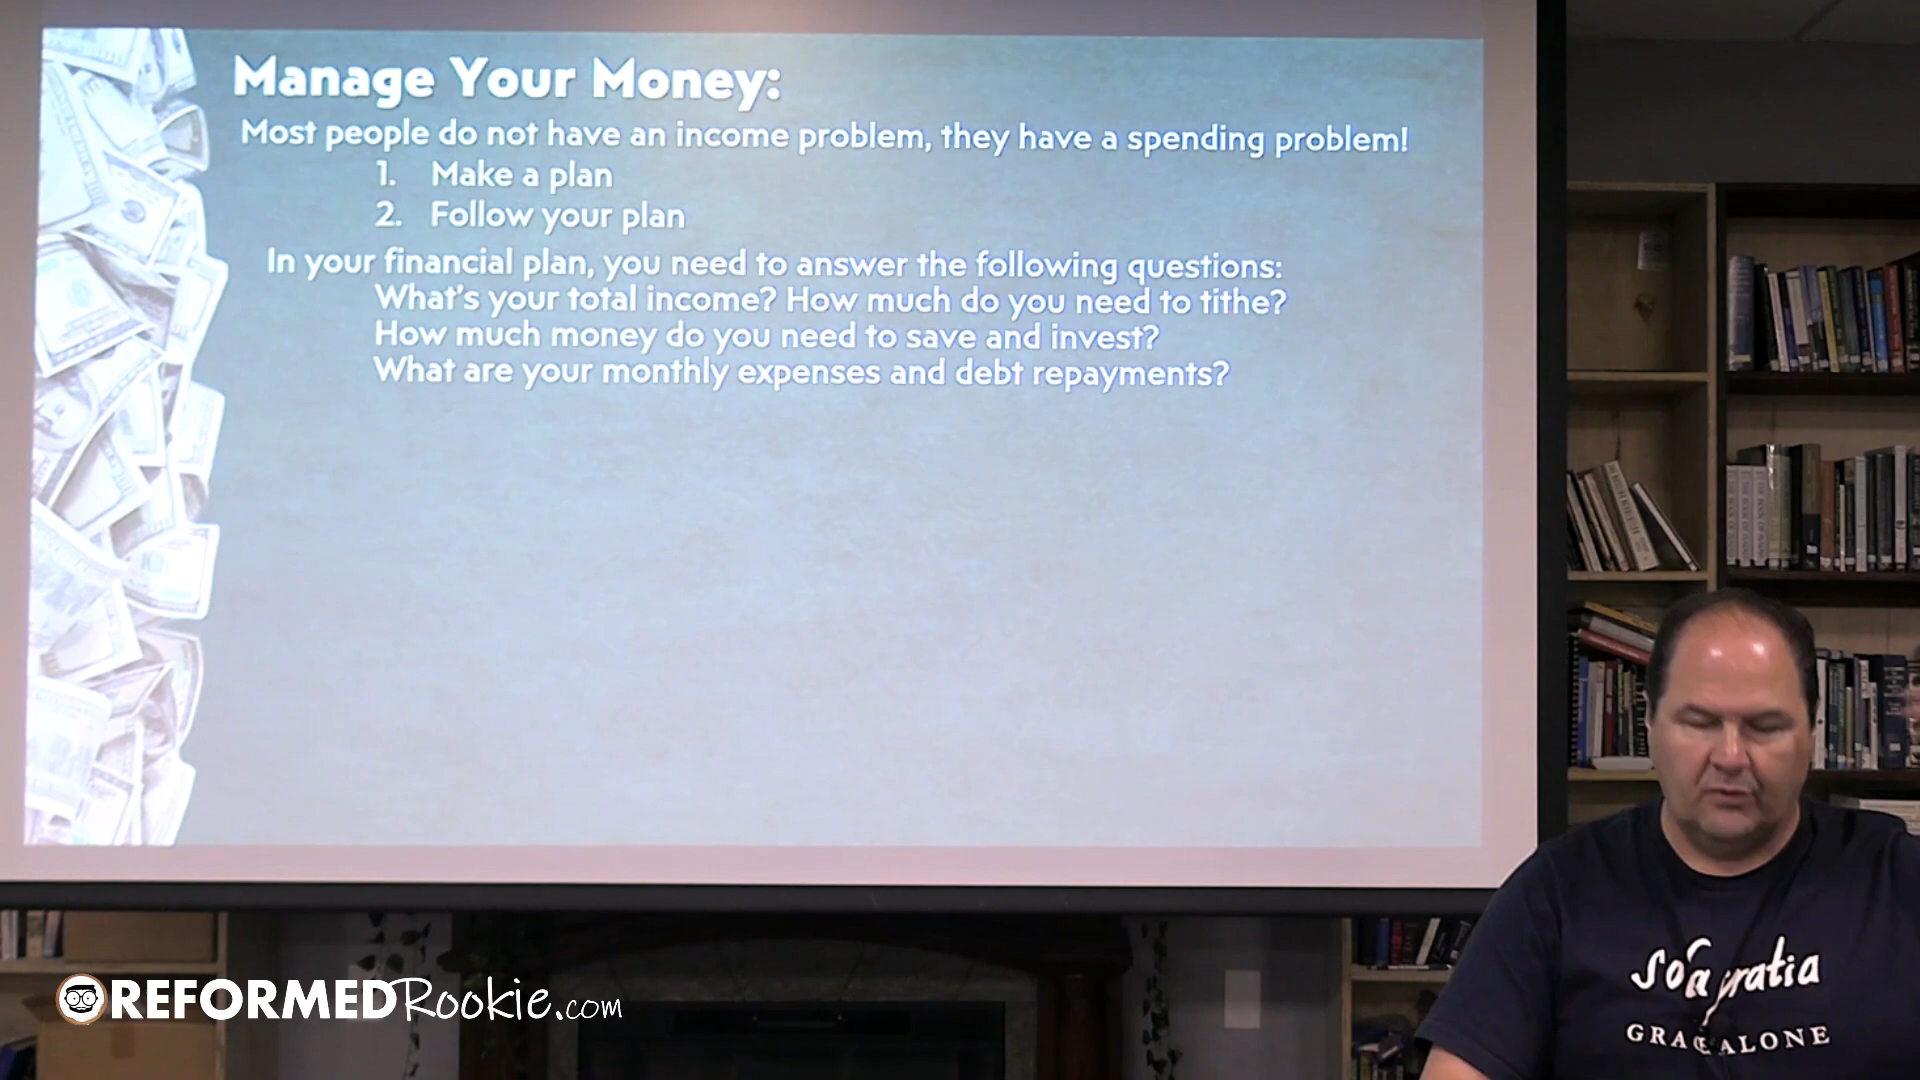 Manage Your Money:
Most people do not have an income problem, they have a spending problem!
1. Make a plan
2. Follow your plan
In your financial plan, you need to answer the following questions:
What's your total income? How much do you need to tithe?
How much money do you need to save and invest?
What are your monthly expenses and debt repayments?
REFORMEDRookie.com
Sola gratia
GRACE ALONE